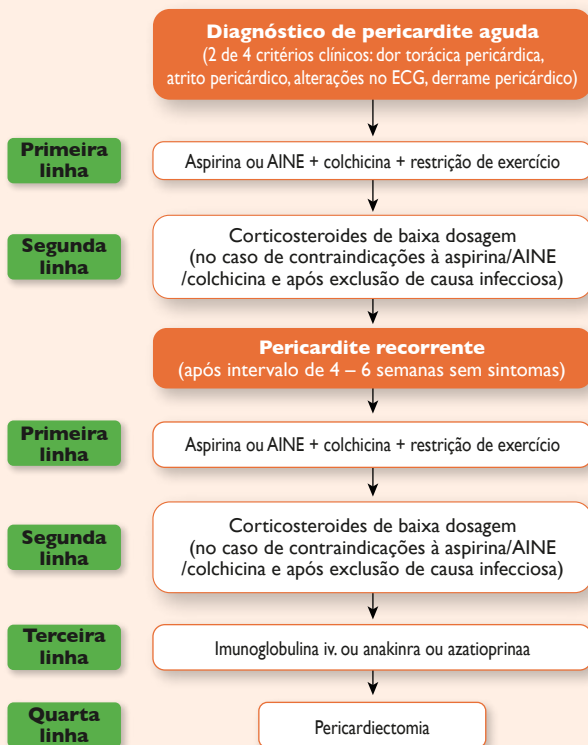 Diagnóstico de pericardite aguda
(2 de 4 critérios clínicos: dor torácica pericárdica,
atrito pericárdico, alterações no ECG, derrame pericárdico)
Primeira
linha
Aspirina ou AINE + colchicina + restrição de exercício
Segunda
linha
Corticosteroides de baixa dosagem
(no caso de contraindicações à aspirina/AINE
/colchicina e após exclusão de causa infecciosa)
Pericardite recorrente
(após intervalo de 4 – 6 semanas sem sintomas)
Primeira
linha
Aspirina ou AINE + colchicina + restrição de exercício
Segunda
linha
Corticosteroides de baixa dosagem
(no caso de contraindicações à aspirina/AINE
/colchicina e após exclusão de causa infecciosa)
Terceira
linha
Imunoglobulina iv. ou anakinra ou azatioprinaa
Quarta
linha
Pericardiectomia